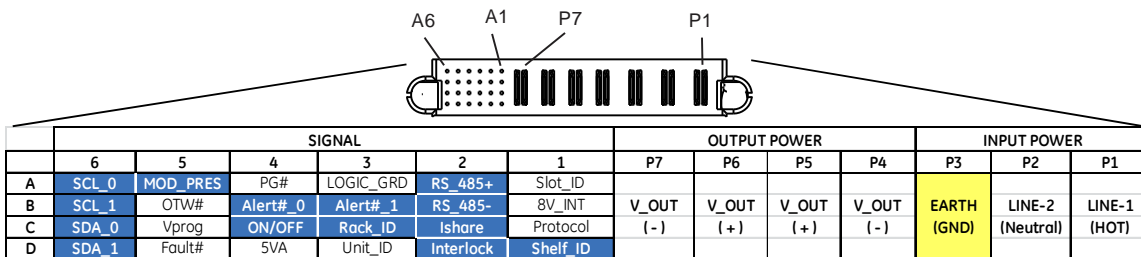 A6 A1 P7 P1
SIGNAL OUTPUT POWER INPUT POWER
6 5 4 3 2 1 P7 P6 P5 P4 P3 P2 P1
A SCL_0 MOD_PRES PG# LOGIC_GRD RS_485+ Slot_ID
B SCL_1 OTW# Alert#_0 Alert#_1 RS_485- 8V_INT V_OUT V_OUT V_OUT V_OUT EARTH LINE-2 LINE-1
C SDA_0 Vprog ON/OFF Rack_ID Ishare Protocol (-) (+) (+) (-) (GND) (Neutral) (HOT)
D SDA_1 Fault# 5VA Unit_ID Interlock Shelf_ID